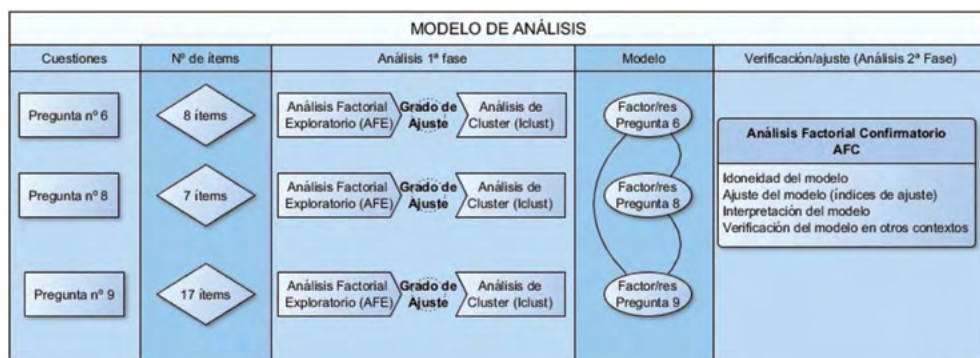 MODELO DE ANÁLISIS
Cuestiones
Nº de ítems
Análisis 1ª fase
Modelo
Verificación/ajuste (Análisis 2ª Fase)
Pregunta nº 6
8 ítems
Análisis Factorial
Exploratorio (AFE)
Grado de
Ajuste
Análisis de
Cluster (Iclust)
Factor/res
Pregunta 6
Pregunta nº 8
7 ítems
Análisis Factorial
Exploratorio (AFE)
Grado de
Ajuste
Análisis de
Cluster (Iclust)
Factor/res
Pregunta 8
Pregunta nº 9
17 ítems
Análisis Factorial
Exploratorio (AFE)
Grado de
Ajuste
Análisis de
Cluster (Iclust)
Factor/res
Pregunta 9
Análisis Factorial Confirmatorio
AFC
Idoneidad del modelo
Ajuste del modelo (índices de ajuste)
Interpretación del modelo
Verificación del modelo en otros contextos